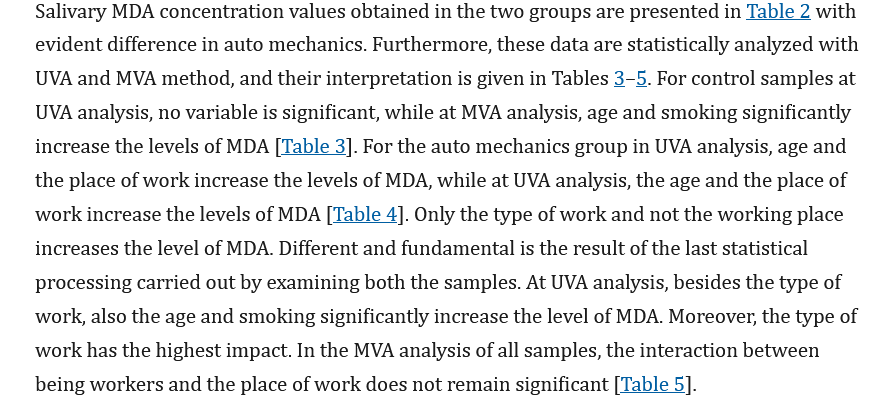 Salivary MDA concentration values obtained in the two groups are presented in Table 2 with
evident difference in auto mechanics. Furthermore, these data are statistically analyzed with
UVA and MVA method, and their interpretation is given in Tables 3–5. For control samples at
UVA analysis, no variable is significant, while at MVA analysis, age and smoking significantly
increase the levels of MDA [Table 3]. For the auto mechanics group in UVA analysis, age and
the place of work increase the levels of MDA, while at UVA analysis, the age and the place of
work increase the levels of MDA [Table 4]. Only the type of work and not the working place
increases the level of MDA. Different and fundamental is the result of the last statistical
processing carried out by examining both the samples. At UVA analysis, besides the type of
work, also the age and smoking significantly increase the level of MDA. Moreover, the type of
work has the highest impact. In the MVA analysis of all samples, the interaction between
being workers and the place of work does not remain significant [Table 5].